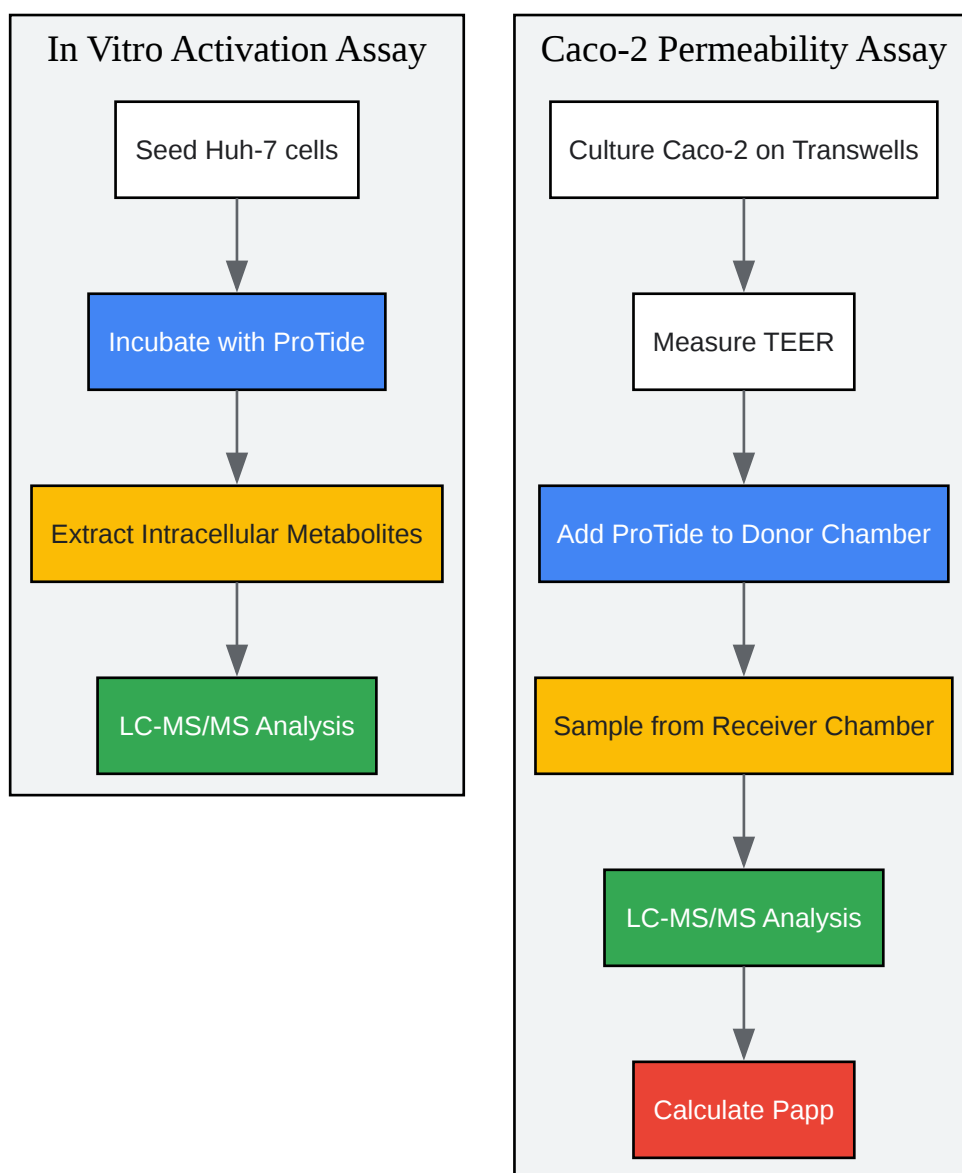 In Vitro Activation Assay
Seed Huh-7 cells
Incubate with ProTide
Extract Intracellular Metabolites
LC-MS/MS Analysis
Caco-2 Permeability Assay
Culture Caco-2 on Transwells
Measure TEER
Add ProTide to Donor Chamber
Sample from Receiver Chamber
LC-MS/MS Analysis
Calculate Papp